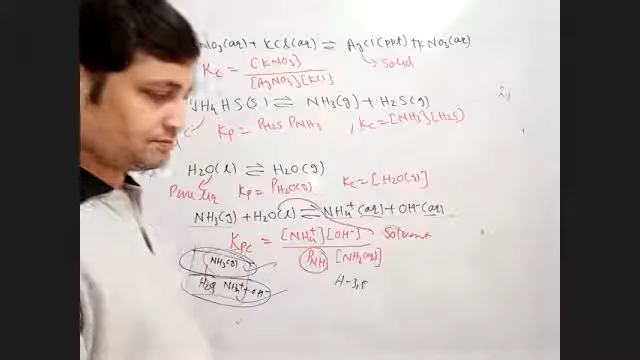 NO3(aq) + KCl(aq) ⇌ AgCl(ppt) + KNO3(aq)
Kc = [KNO3] / [AgNO3][KCl]
Solid
NH4HS(s) ⇌ NH3(g) + H2S(g)
Kp = PH2S PNH3 , Kc = [NH3][H2S]
H2O(l) ⇌ H2O(g)
Pure liq Kp = PH2O(g) Kc = [H2O(g)]
NH3(g) + H2O(l) ⇌ NH4+(aq) + OH-(aq)
Kpc = [NH4+][OH-] / PNH3 [NH3(aq)]
Solvent
NH3(g)
H2O NH4+ + OH-